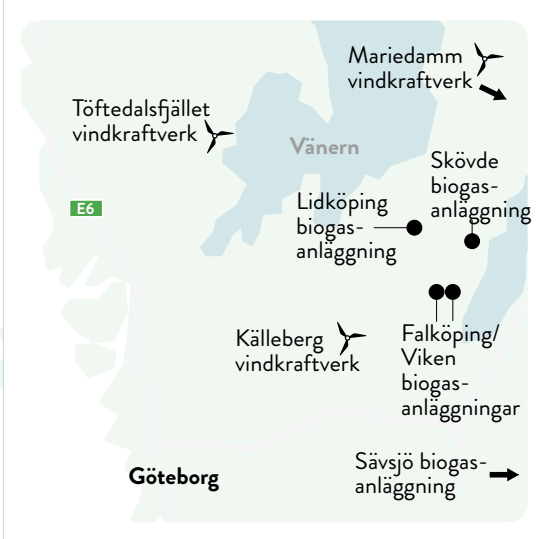 Mariedamm
vindkraftverk
Töftedalsfjället
vindkraftverk
Vänern
Skövde
biogas-
anläggning
Lidköping
biogas-
anläggning
E6
Källeberg
vindkraftverk
Falköping/
Viken
biogas-
anläggningar
Sävsjö biogas-
anläggning
Göteborg